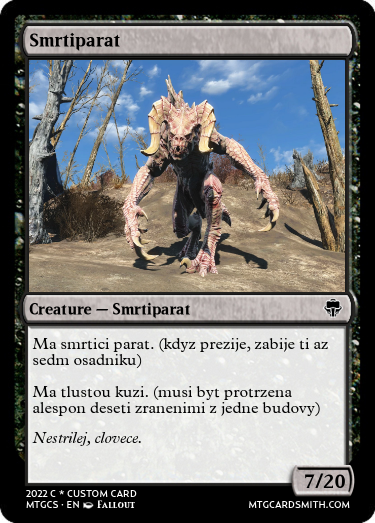 Smrtiparat
Creature — Smrtiparat
Ma smrtici parat. (kdyz prezije, zabije ti az
sedm osadniku)
Ma tlustou kuzi. (musi byt protrzena
alespon deseti zranenimi z jedne budovy)
Nestrilej, clovece.
7/20
2022 C * CUSTOM CARD
MTGCS · EN FALLOUT
MTGCARDSMITH.COM